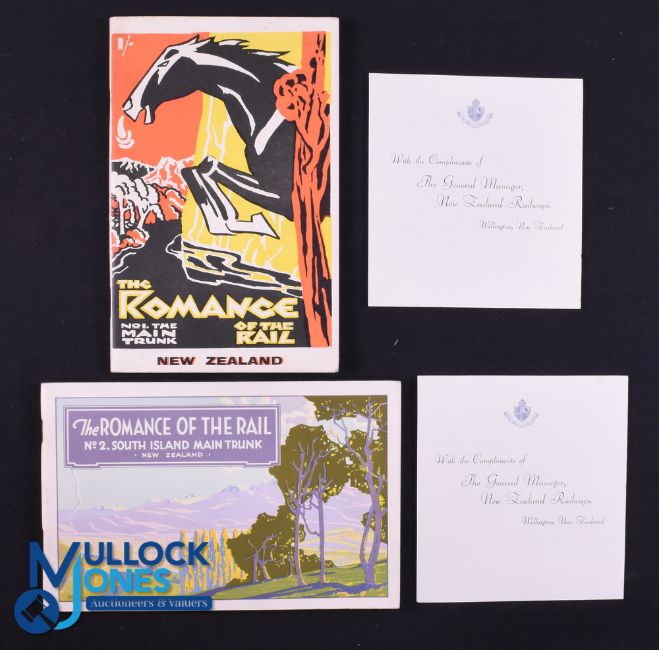 1/-
THE
ROMANCE
NO1. THE
MAIN
TRUNK
OF THE
RAIL
NEW ZEALAND
With the Compliments of
The General Manager,
New Zealand Railways.
Wellington, New Zealand.
The ROMANCE OF THE RAIL
No 2. SOUTH ISLAND MAIN TRUNK
· NEW ZEALAND ·
With the Compliments of
The General Manager,
New Zealand Railways.
Wellington, New Zealand.
MULLOCK
JONES
Auctioneers & Valuers